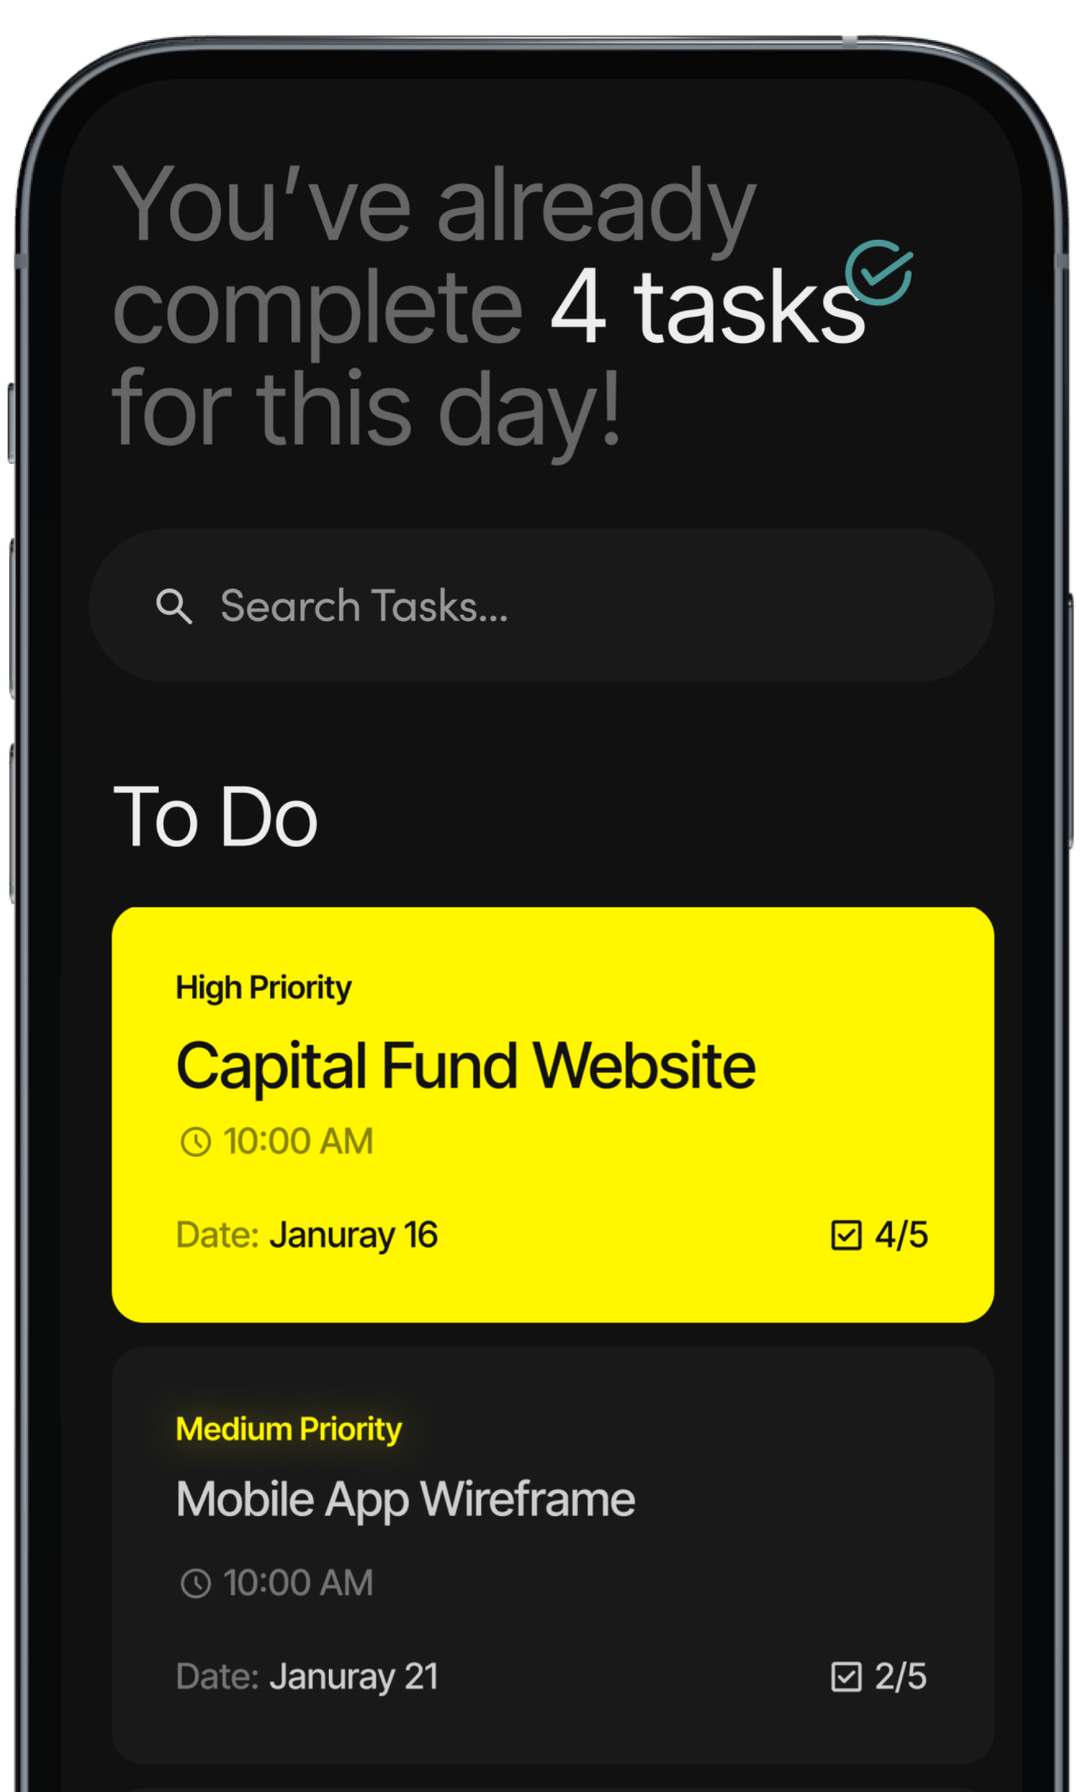 You’ve already
complete 4 tasks
for this day!
Search Tasks...
To Do
High Priority
Capital Fund Website
10:00 AM
Date: Januray 16
4/5
Medium Priority
Mobile App Wireframe
10:00 AM
Date: Januray 21
2/5